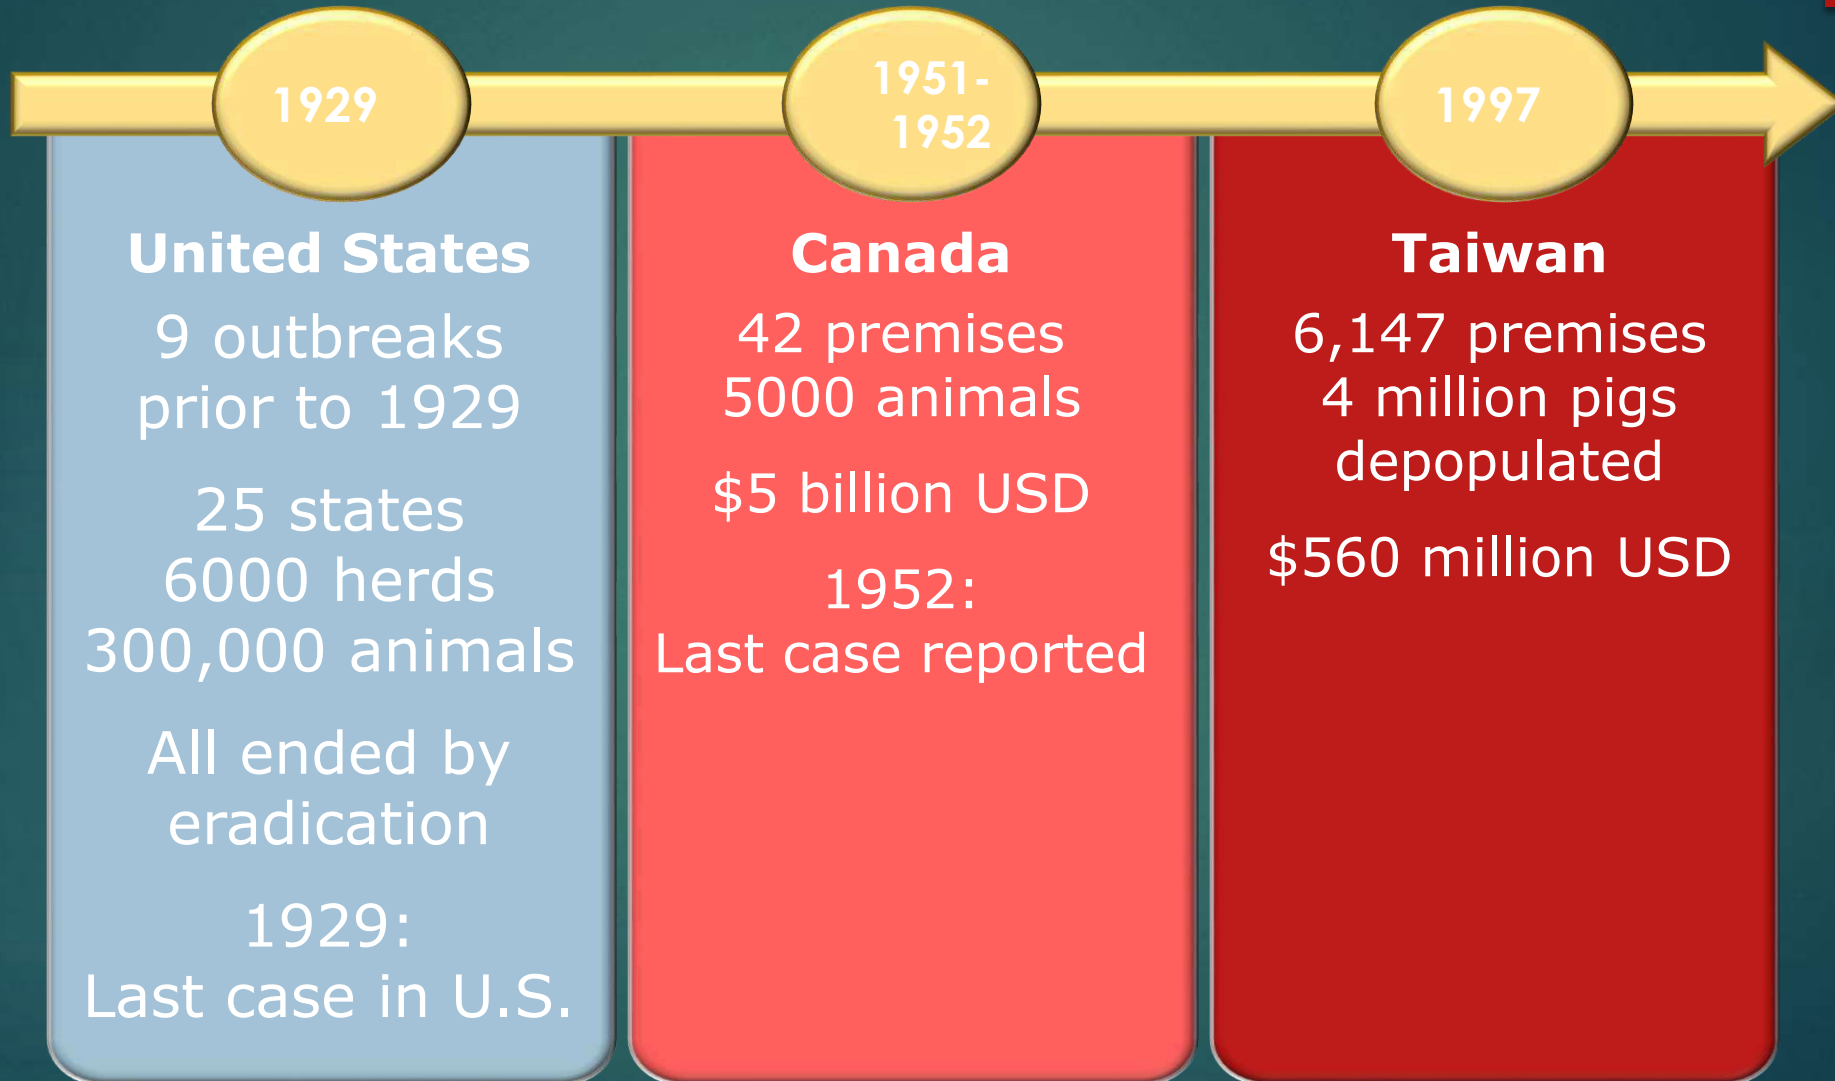 1929
United States
9 outbreaks
prior to 1929
25 states
6000 herds
300,000 animals
All ended by
eradication
1929:
Last case in U.S.
1951-
1952
Canada
42 premises
5000 animals
$5 billion USD
1952:
Last case reported
1997
Taiwan
6,147 premises
4 million pigs
depopulated
$560 million USD